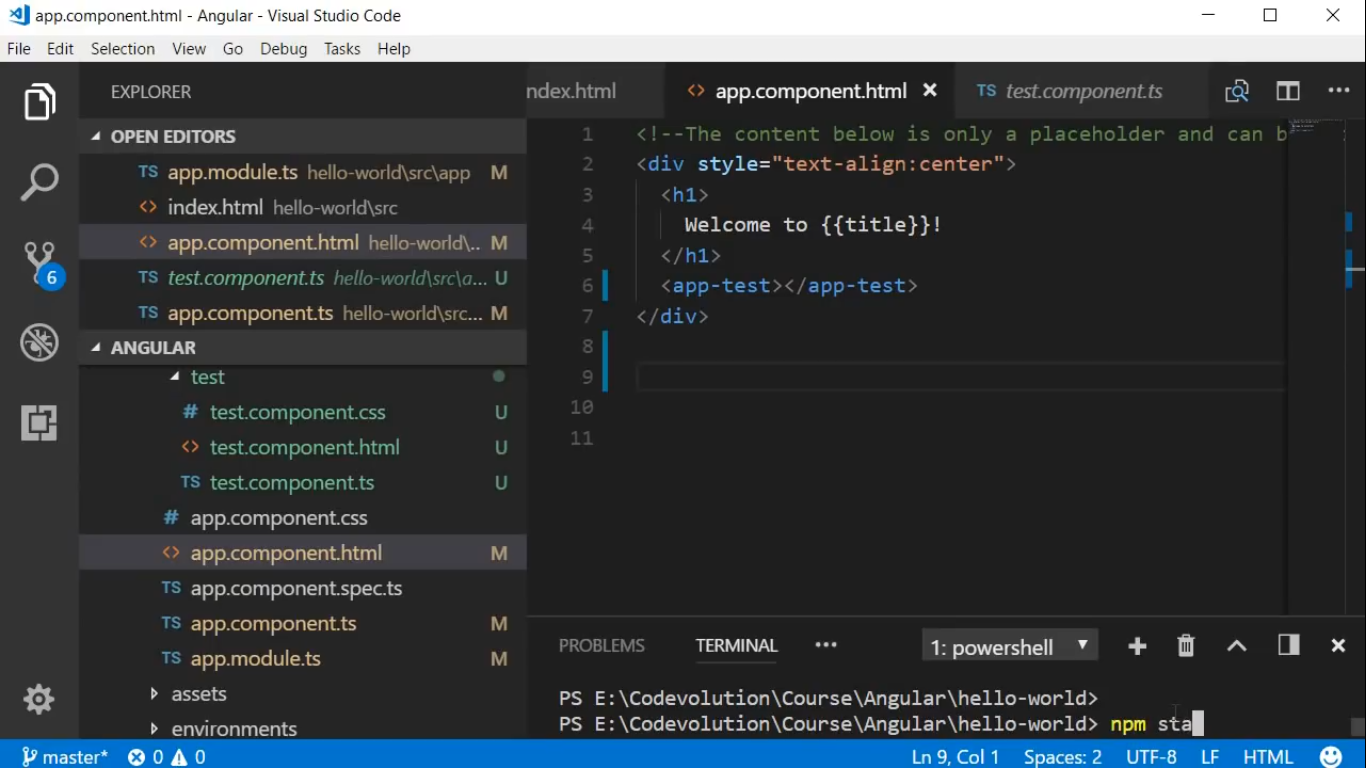 app.component.html - Angular - Visual Studio Code
File Edit Selection View Go Debug Tasks Help
EXPLORER
OPEN EDITORS
TS app.module.ts hello-world\src\app M
<> index.html hello-world\src
<> app.component.html hello-world\.. M
TS test.component.ts hello-world\src\a... U
TS app.component.ts hello-world\src... M
6
ANGULAR
test
# test.component.css U
<> test.component.html U
TS test.component.ts U
# app.component.css
<> app.component.html M
TS app.component.spec.ts
TS app.component.ts M
TS app.module.ts M
assets
environments
ndex.html <> app.component.html TS test.component.ts
1 <!--The content below is only a placeholder and can b
2 <div style="text-align:center">
3 <h1>
4 Welcome to {{title}}!
5 </h1>
6 <app-test></app-test>
7 </div>
8
9
10
11
PROBLEMS TERMINAL ... 1: powershell
PS E:\Codevolution\Course\Angular\hello-world>
PS E:\Codevolution\Course\Angular\hello-world> npm sta
master* 0 0 Ln 9, Col 1 Spaces: 2 UTF-8 LF HTML